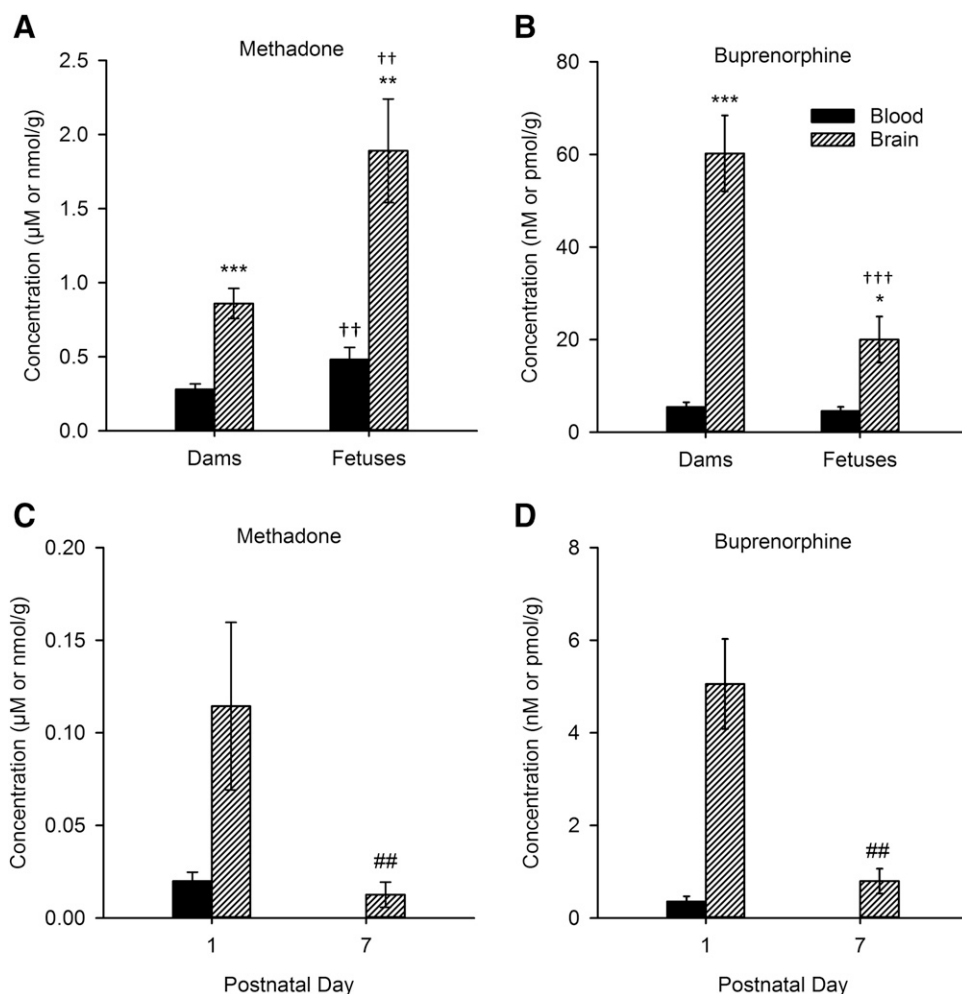 A
Methadone
Concentration (µM or nmol/g)
2.5
2.0
1.5
1.0
0.5
0.0
***
††
††
**
Dams
Fetuses
B
Buprenorphine
Concentration (nM or pmol/g)
80
60
40
20
0
***
†††
*
Blood
Brain
Dams
Fetuses
C
Methadone
Concentration (µM or nmol/g)
0.20
0.15
0.10
0.05
0.00
##
1
7
Postnatal Day
D
Buprenorphine
Concentration (nM or pmol/g)
8
6
4
2
0
##
1
7
Postnatal Day